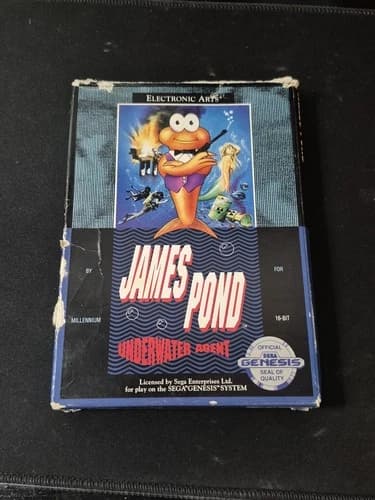 ELECTRONIC ARTS
JAMES
POND
TM
BY
FOR
MILLENNIUM
16-BIT
UNDERWATER AGENT
OFFICIAL
SEGA
GENESIS
SEAL OF
QUALITY
Licensed by Sega Enterprises Ltd.
for play on the SEGA GENESIS SYSTEM